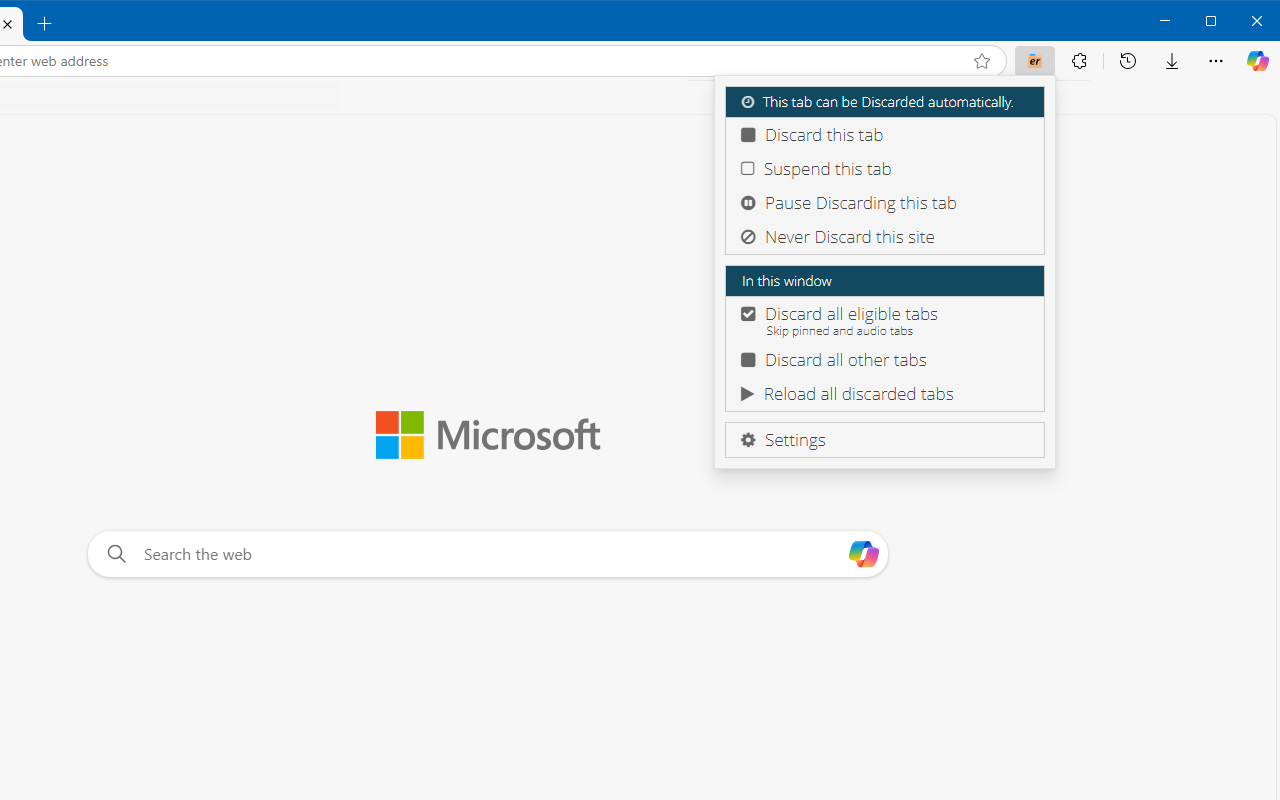 enter web address
er
This tab can be Discarded automatically.
Discard this tab
Suspend this tab
Pause Discarding this tab
Never Discard this site
In this window
Discard all eligible tabs
Skip pinned and audio tabs
Discard all other tabs
Reload all discarded tabs
Settings
Microsoft
Search the web